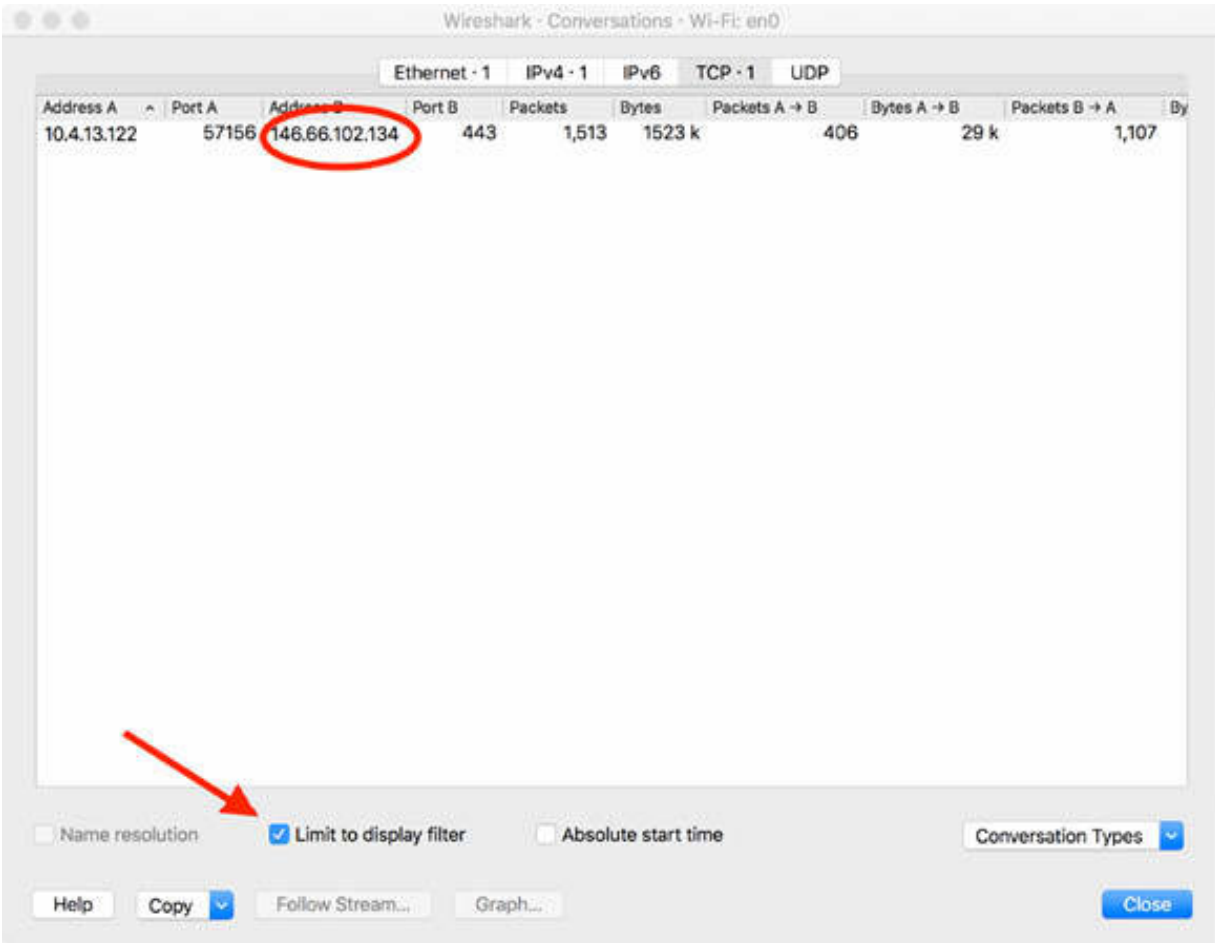 Wireshark · Conversations · Wi-Fi: en0
Ethernet · 1 IPv4 · 1 IPv6 TCP · 1 UDP
Address A Port A Address B Port B Packets Bytes Packets A → B Bytes A → B Packets B → A By
10.4.13.122 57156 146.66.102.134 443 1,513 1523 k 406 29 k 1,107
Name resolution Limit to display filter Absolute start time Conversation Types
Help Copy Follow Stream... Graph... Close